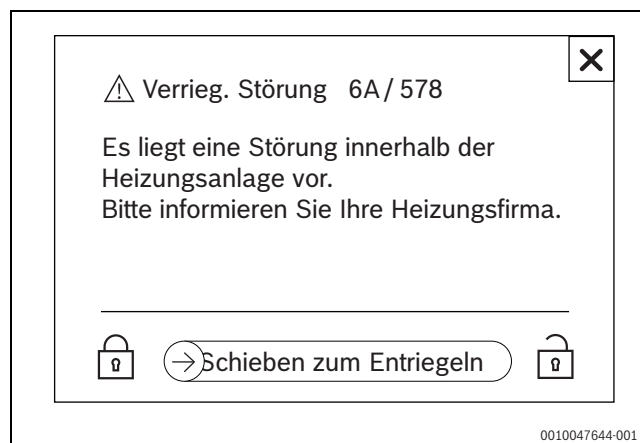 Verrieg. Störung 6A / 578
Es liegt eine Störung innerhalb der
Heizungsanlage vor.
Bitte informieren Sie Ihre Heizungsfirma.
Schieben zum Entriegeln
0010047644-001